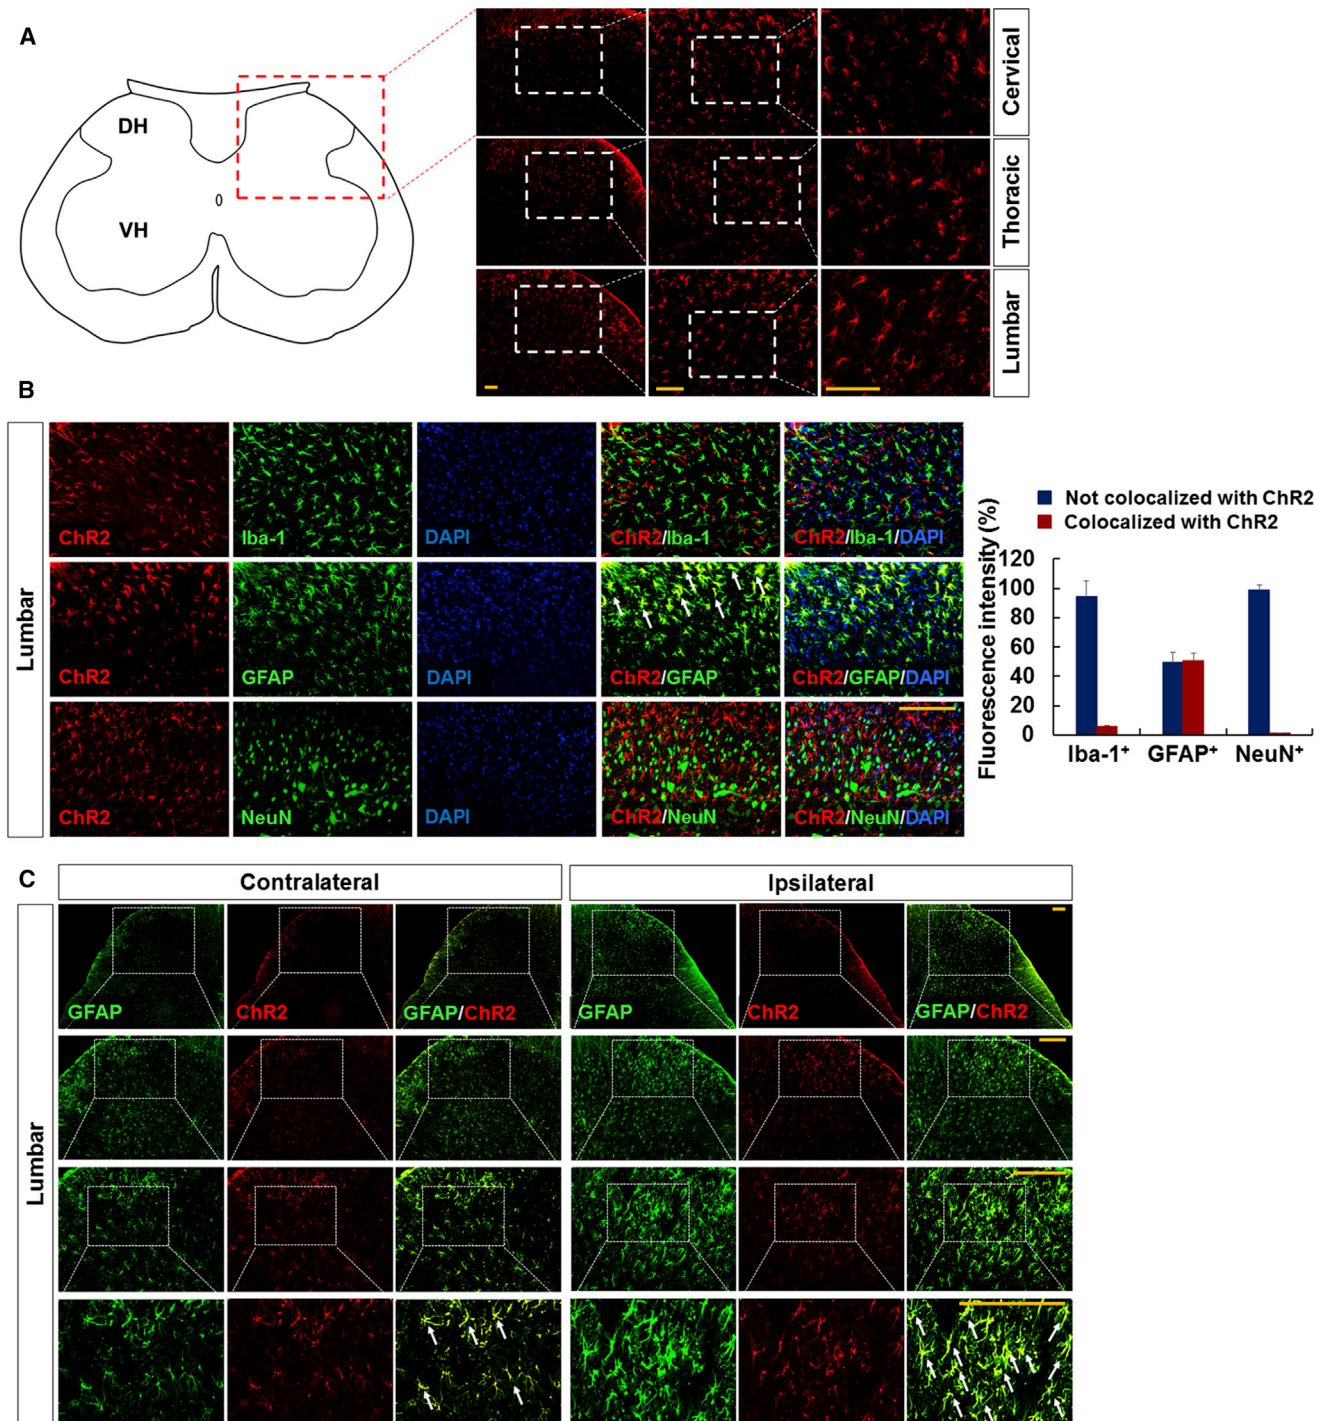 A
DH
VH
Cervical
Thoracic
Lumbar
B
Lumbar
ChR2
Iba-1
DAPI
ChR2/Iba-1
ChR2/Iba-1/DAPI
ChR2
GFAP
DAPI
ChR2/GFAP
ChR2/GFAP/DAPI
ChR2
NeuN
DAPI
ChR2/NeuN
ChR2/NeuN/DAPI
Not colocalized with ChR2
Colocalized with ChR2
Fluorescence intensity (%)
120
100
80
60
40
20
0
Iba-1+ GFAP+ NeuN+
C
Contralateral
Ipsilateral
Lumbar
GFAP
ChR2
GFAP/ChR2
GFAP
ChR2
GFAP/ChR2